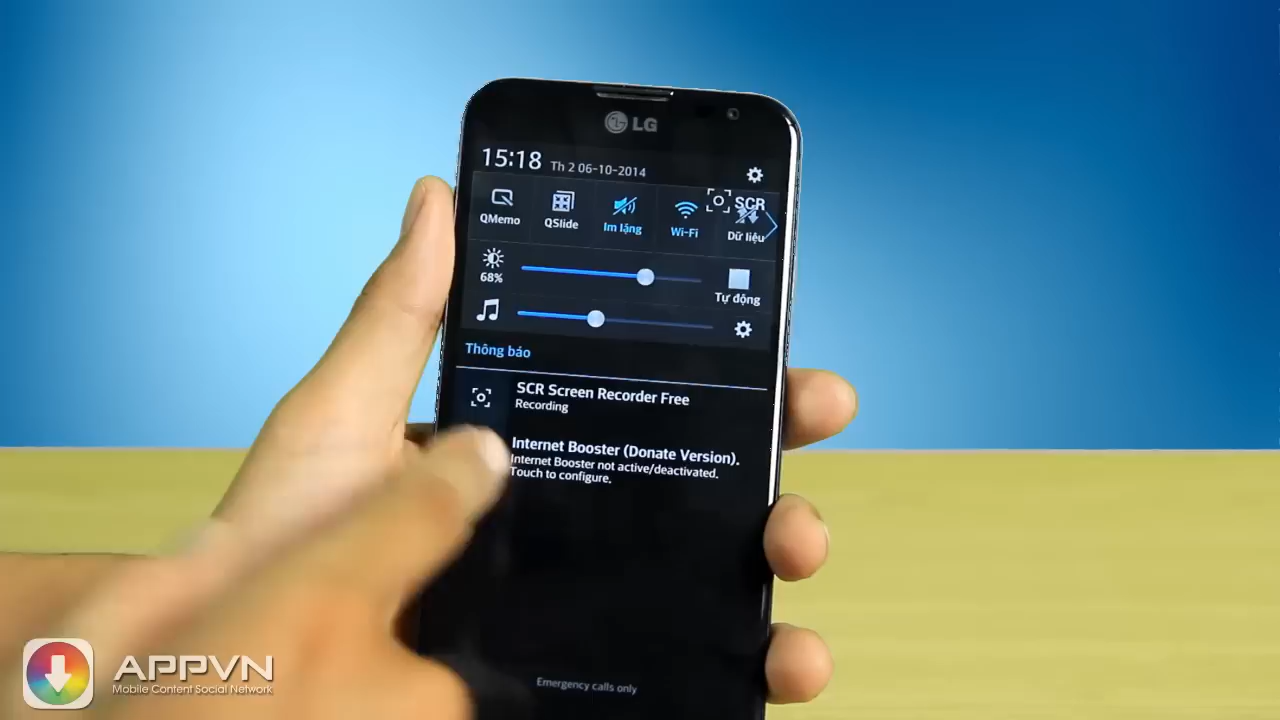 LG
15:18 Th 2 06-10-2014
SCR
QMemo QSlide Im lặng Wi-Fi Dữ liệu
68%
Tự động
Thông báo
SCR Screen Recorder Free
Recording
Internet Booster (Donate Version).
Internet Booster not active/deactivated.
Touch to configure.
Emergency calls only
APPVN
Mobile Content Social Network